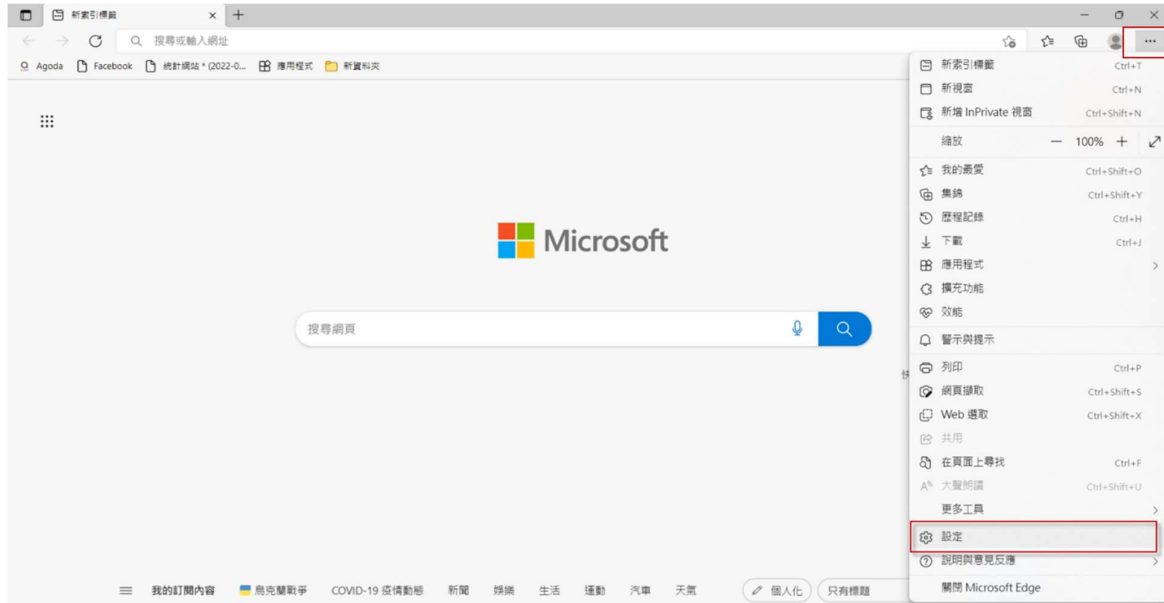 新索引標籤
搜尋或輸入網址
Agoda Facebook 統計網站 * (2022-0... 應用程式 新資料夾
Microsoft
搜尋網頁
快
我的訂閱內容 烏克蘭戰爭 COVID-19 疫情動態 新聞 娛樂 生活 運動 汽車 天氣 個人化 只有標題
新索引標籤 Ctrl+T
新視窗 Ctrl+N
新增 InPrivate 視窗 Ctrl+Shift+N
縮放 — 100% +
我的最愛 Ctrl+Shift+O
集錦 Ctrl+Shift+Y
歷程記錄 Ctrl+H
下載 Ctrl+J
應用程式
擴充功能
效能
警示與提示
列印 Ctrl+P
網頁擷取 Ctrl+Shift+S
Web 選取 Ctrl+Shift+X
共用
在頁面上尋找 Ctrl+F
大聲朗讀 Ctrl+Shift+U
更多工具
設定
說明與意見反應
關閉 Microsoft Edge